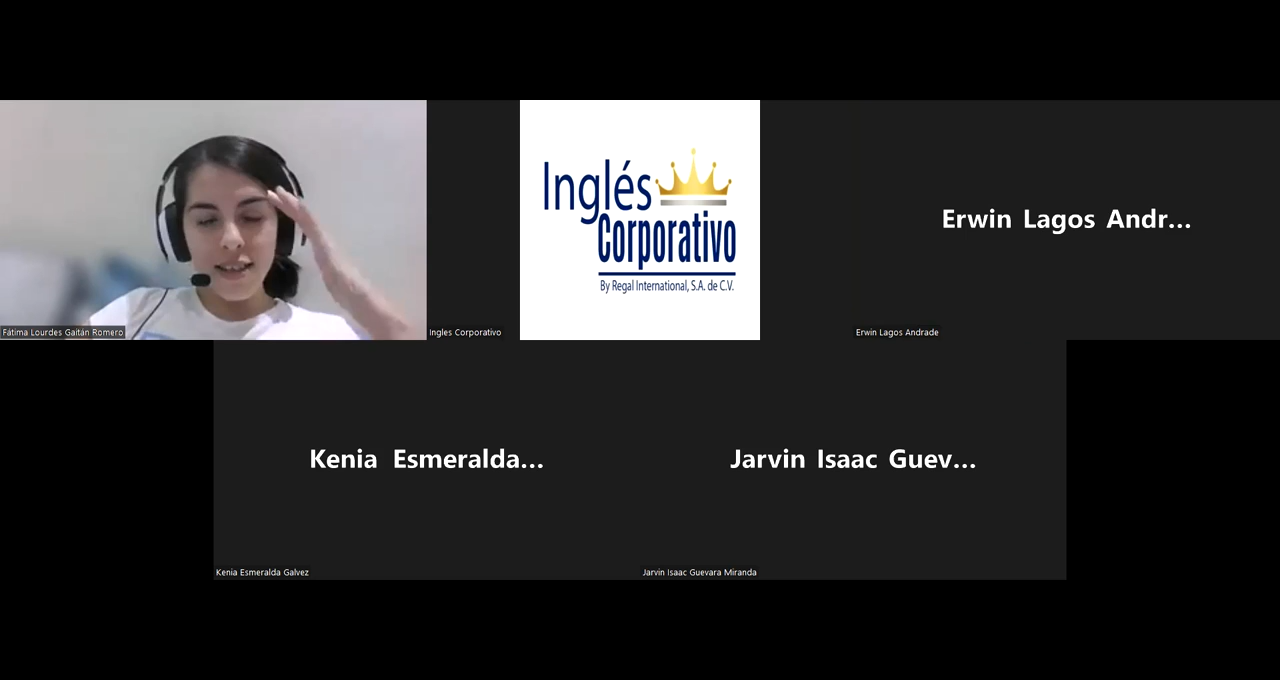 Inglés
Corporativo
By Regal International, S.A. de C.V.
Erwin Lagos Andr...
Fátima Lourdes Gaitán Romero
Ingles Corporativo
Erwin Lagos Andrade
Kenia Esmeralda...
Jarvin Isaac Guev...
Kenia Esmeralda Galvez
Jarvin Isaac Guevara Miranda